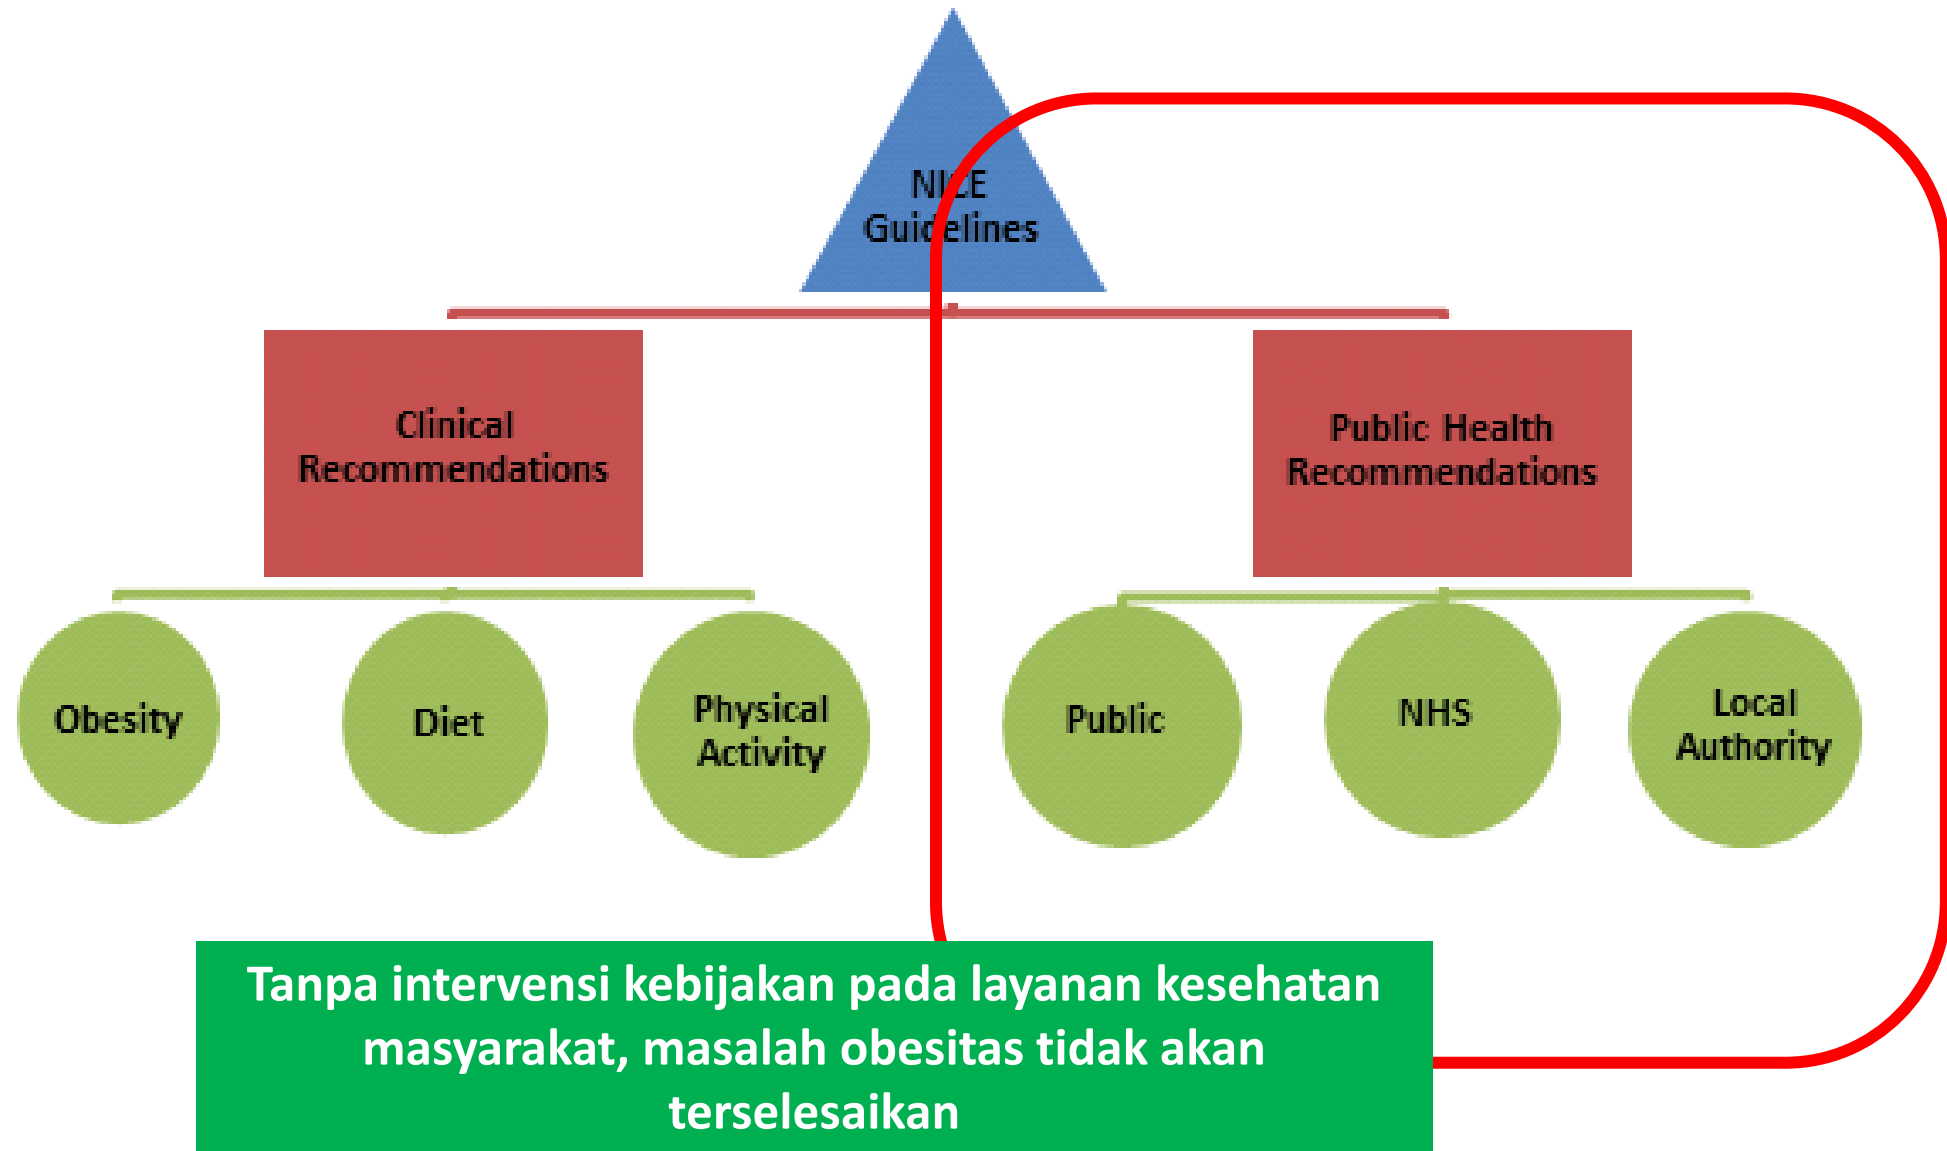 NICE
Guidelines
Clinical
Recommendations
Public Health
Recommendations
Obesity
Diet
Physical
Activity
Public
NHS
Local
Authority
Tanpa intervensi kebijakan pada layanan kesehatan
masyarakat, masalah obesitas tidak akan
terselesaikan